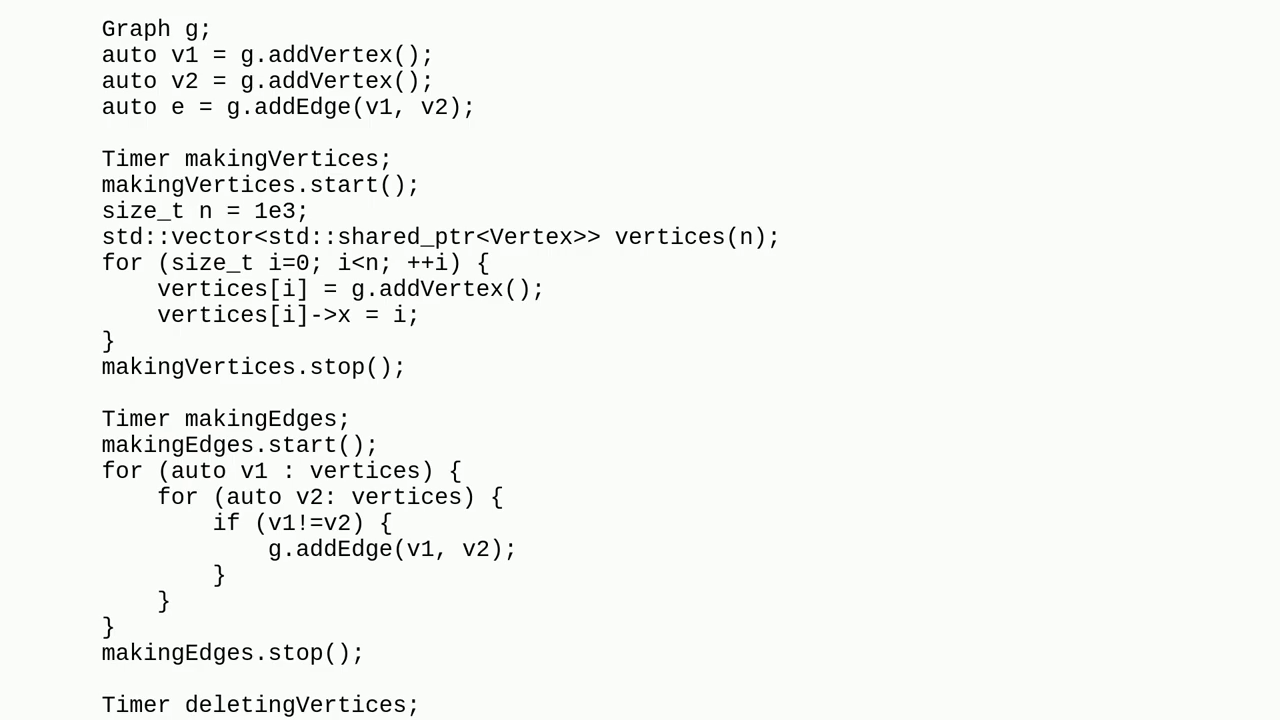 Graph g;
auto v1 = g.addVertex();
auto v2 = g.addVertex();
auto e = g.addEdge(v1, v2);

Timer makingVertices;
makingVertices.start();
size_t n = 1e3;
std::vector<std::shared_ptr<Vertex>> vertices(n);
for (size_t i=0; i<n; ++i) {
    vertices[i] = g.addVertex();
    vertices[i]->x = i;
}
makingVertices.stop();

Timer makingEdges;
makingEdges.start();
for (auto v1 : vertices) {
    for (auto v2: vertices) {
        if (v1!=v2) {
            g.addEdge(v1, v2);
        }
    }
}
makingEdges.stop();

Timer deletingVertices;